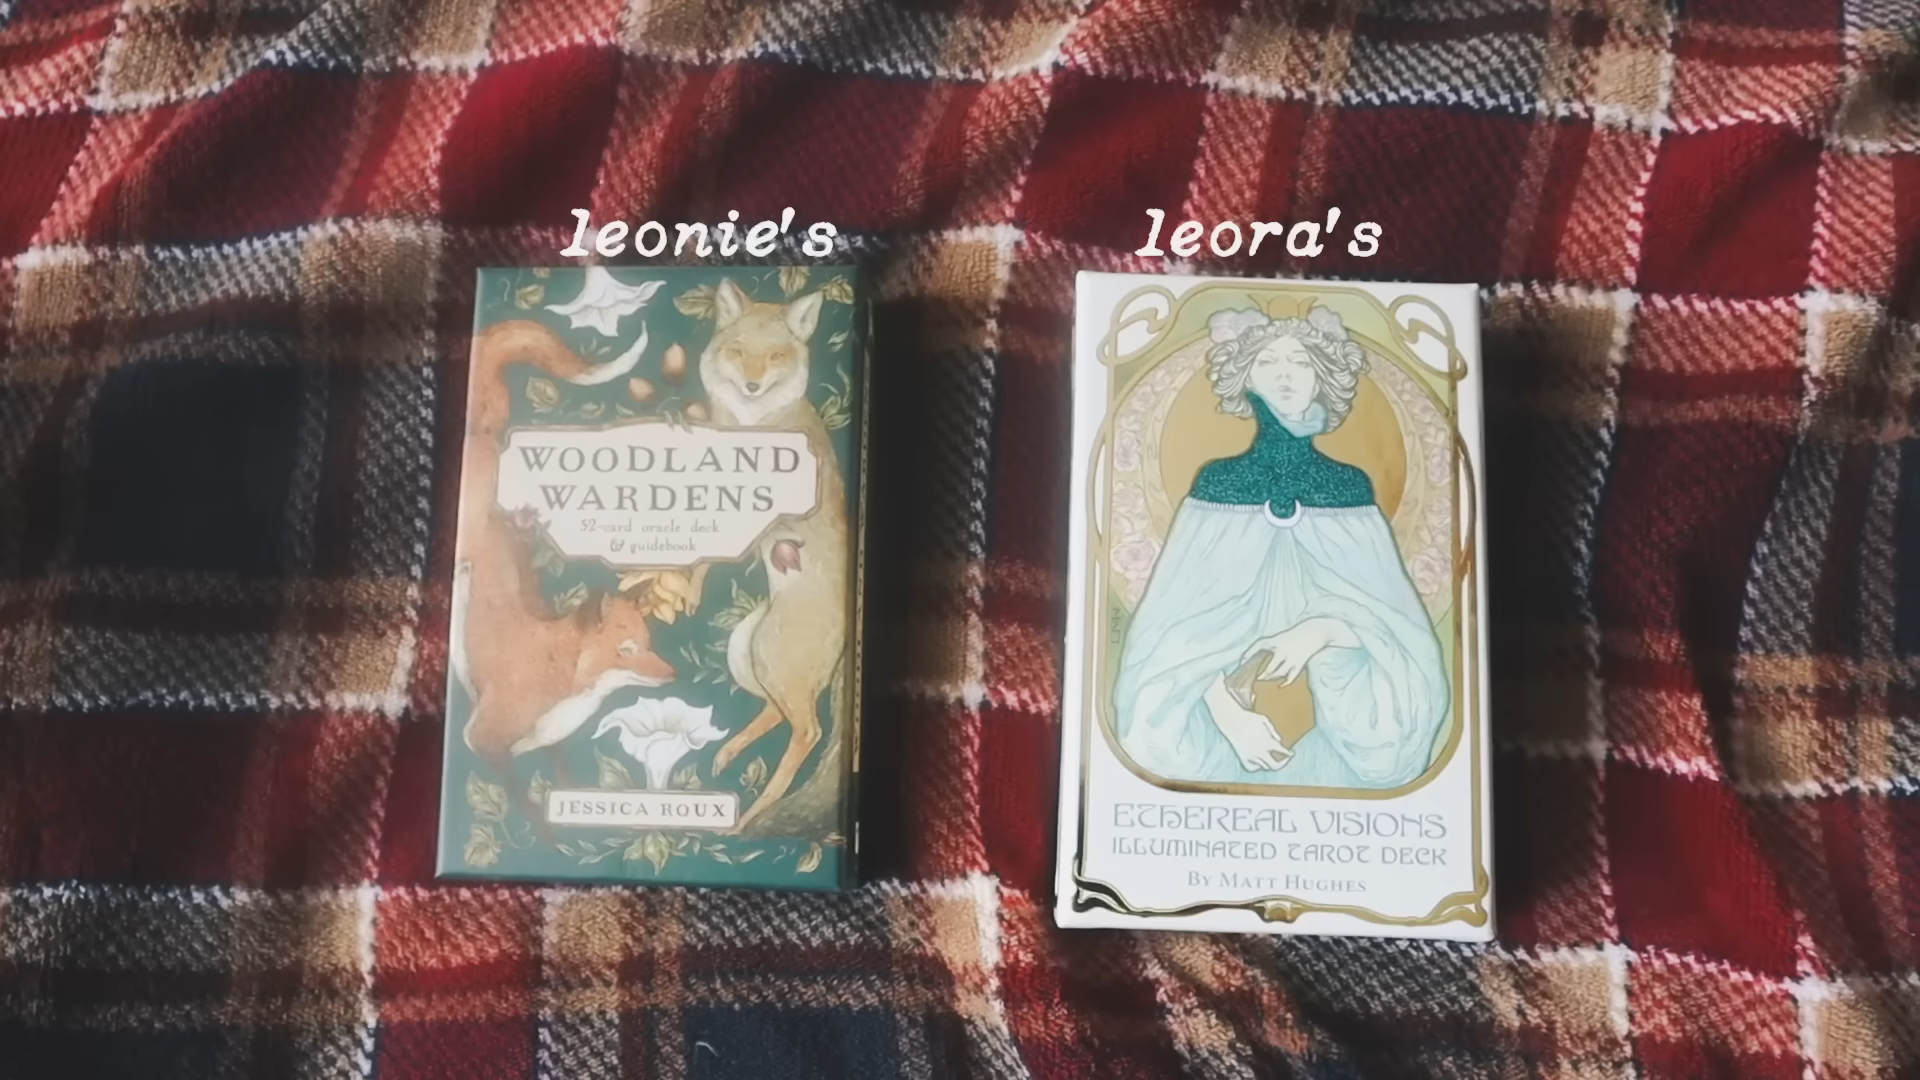 leonie's
leora's
WOODLAND
WARDENS
52-card oracle deck
& guidebook
JESSICA ROUX
ETHEREAL VISIONS
ILLUMINATED TAROT DECK
BY MATT HUGHES